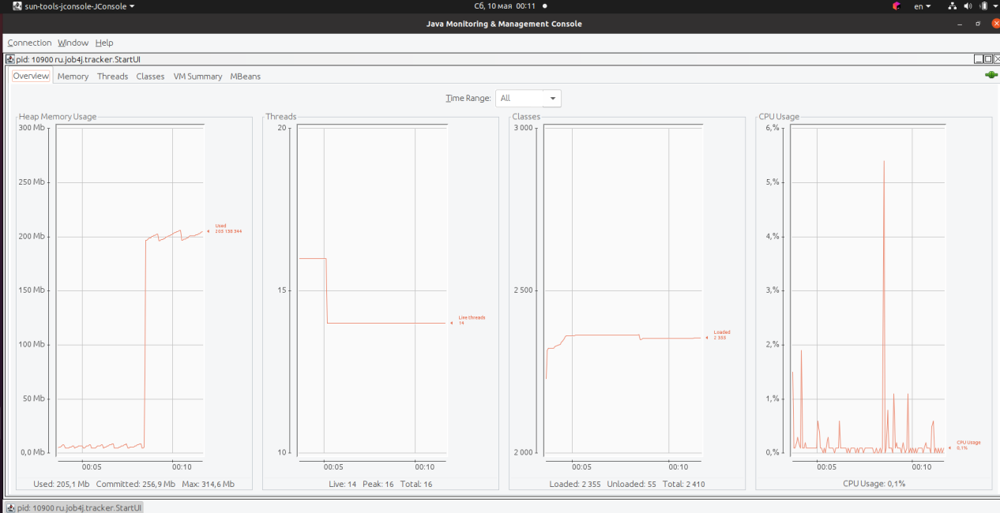 sun-tools-jconsole-JConsole
Сб, 10 мая 00:11
en
Java Monitoring & Management Console
Connection Window Help
pid: 10900 ru.job4j.tracker.StartUI
Overview Memory Threads Classes VM Summary MBeans
Time Range: All
Heap Memory Usage
300 Mb
250 Mb
200 Mb
150 Mb
100 Mb
50 Mb
0,0 Mb
Used
205 138 344
00:05 00:10
Used: 205,1 Mb Committed: 256,9 Mb Max: 314,6 Mb
Threads
20
15
10
Live threads
14
00:05 00:10
Live: 14 Peak: 16 Total: 16
Classes
3 000
2 500
2 000
Loaded
2 355
00:05 00:10
Loaded: 2 355 Unloaded: 55 Total: 2 410
CPU Usage
6,%
5,%
4,%
3,%
2,%
1,%
0,%
CPU Usage
0,1%
00:05 00:10
CPU Usage: 0,1%
pid: 10900 ru.job4j.tracker.StartUI